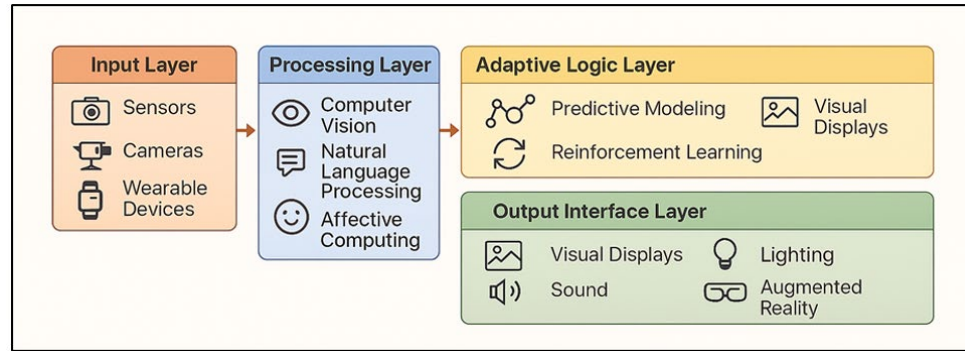 Input Layer
Sensors
Cameras
Wearable
Devices
Processing Layer
Computer
Vision
Natural
Language
Processing
Affective
Computing
Adaptive Logic Layer
Predictive Modeling
Visual
Displays
Reinforcement Learning
Output Interface Layer
Visual Displays
Lighting
Sound
Augmented
Reality